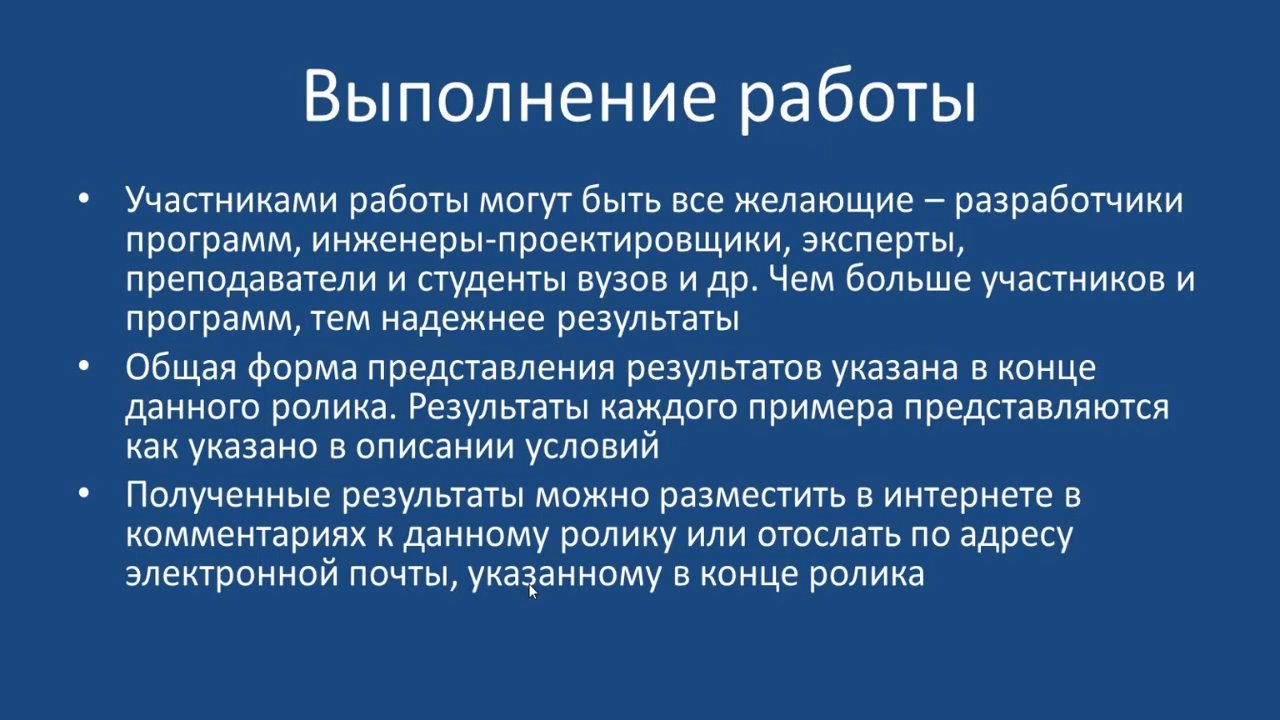 Выполнение работы
• Участниками работы могут быть все желающие – разработчики
программ, инженеры-проектировщики, эксперты,
преподаватели и студенты вузов и др. Чем больше участников и
программ, тем надежнее результаты
• Общая форма представления результатов указана в конце
данного ролика. Результаты каждого примера представляются
как указано в описании условий
• Полученные результаты можно разместить в интернете в
комментариях к данному ролику или отослать по адресу
электронной почты, указанному в конце ролика